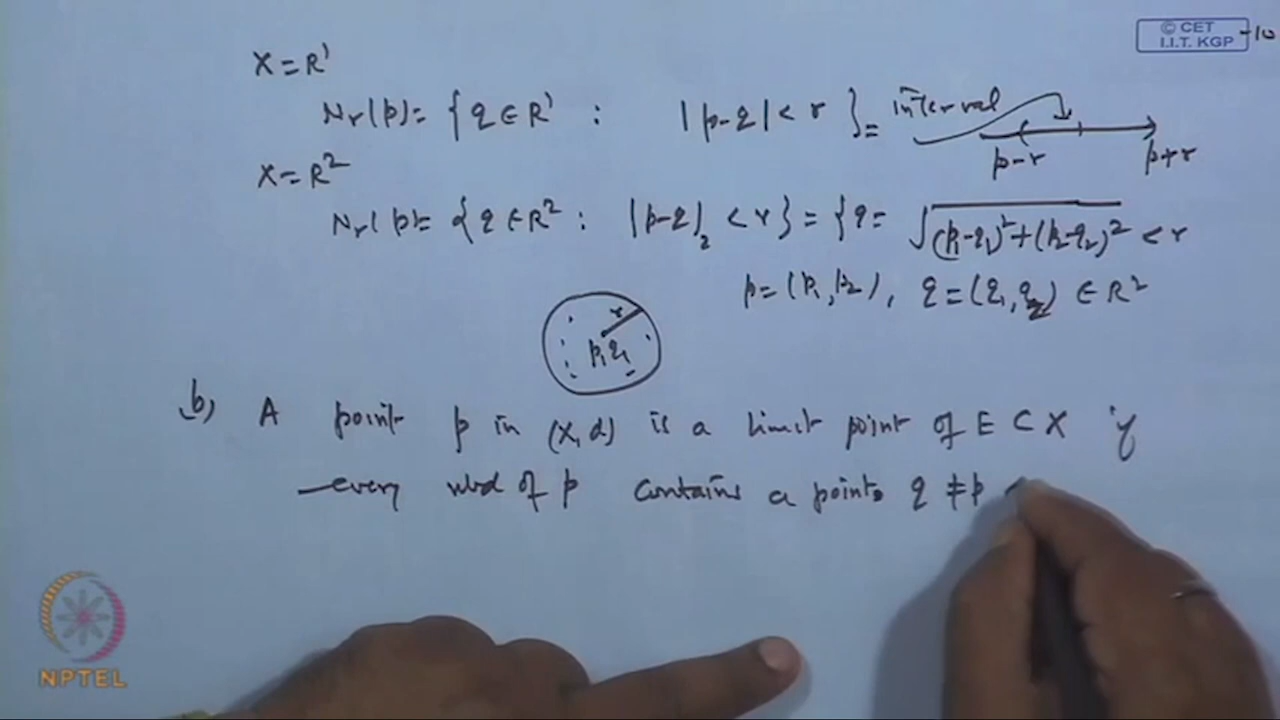 © CET
I.I.T. KGP
-10
X = R¹
Nr(p) = { q ∈ R¹ : |p-q| < r } = interval
p-r p+r
X = R²
Nr(p) = { q ∈ R² : |p-q|₂ < r } = { q = √(p₁-q₁)²+(p₂-q₂)² < r
p = (p₁, p₂), q = (q₁, q₂) ∈ R²
r
b) A point p in (X, d) is a limit point of E ⊂ X if
every nbd of p contains a point q ≠ p
NPTEL